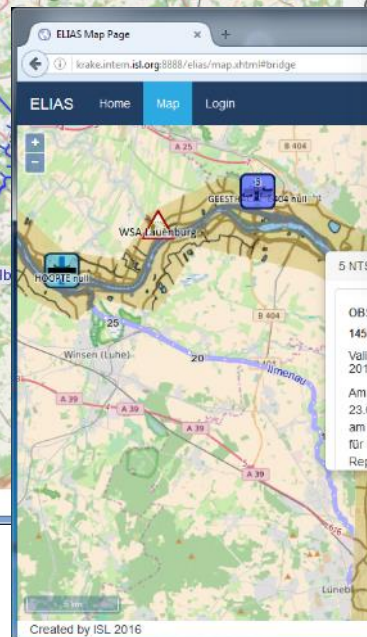 ELIAS Map Page
krake.intern.isl.org:8888/elias/map.xhtml#bridge
ELIAS Home Map Login
+
−
A 25
B 404
3
WSA Lauenburg
HOOPTE null
25
B 404
Winsen (Luhe)
20
Ilmenau
A 39
A 39
A 39
5 NTS
OB:
145
Vali
201
Am
23.
am
für
Rep
Created by ISL 2016